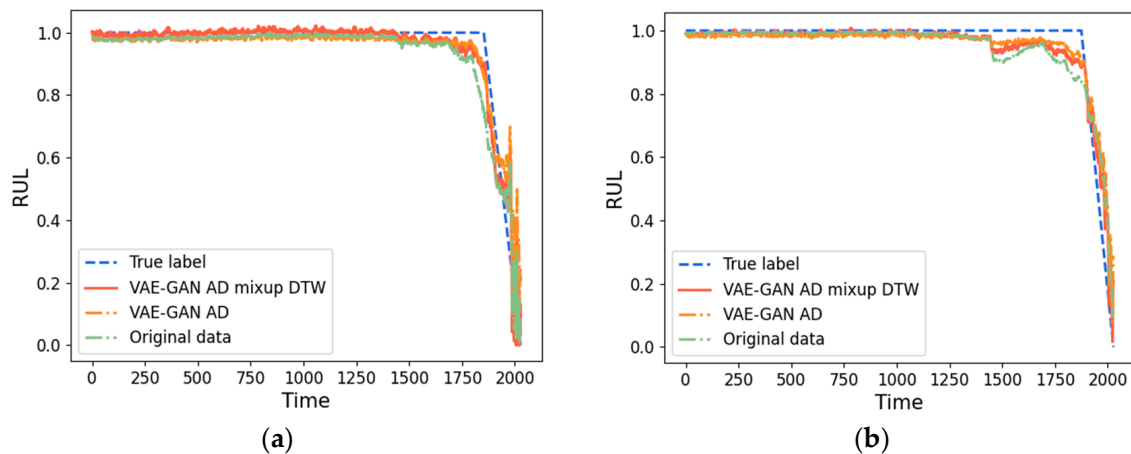 1.0
0.8
0.6
0.4
0.2
0.0
RUL
True label
VAE-GAN AD mixup DTW
VAE-GAN AD
Original data
0 250 500 750 1000 1250 1500 1750 2000
Time
(a)
1.0
0.8
0.6
0.4
0.2
0.0
RUL
True label
VAE-GAN AD mixup DTW
VAE-GAN AD
Original data
0 250 500 750 1000 1250 1500 1750 2000
Time
(b)